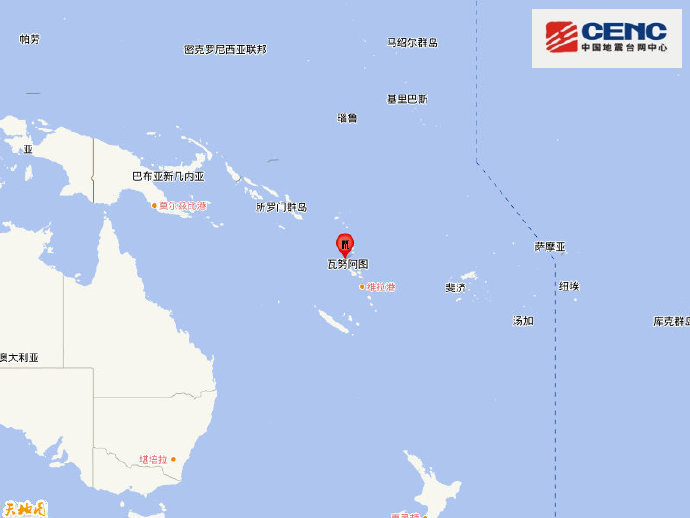 CENC
中国地震台网中心
帕劳
密克罗尼西亚联邦
马绍尔群岛
基里巴斯
瑙鲁
亚
巴布亚新几内亚
莫尔兹比港
所罗门群岛
萨摩亚
瓦努阿图
维拉港
斐济
纽埃
汤加
库克群岛
澳大利亚
堪培拉
天地图